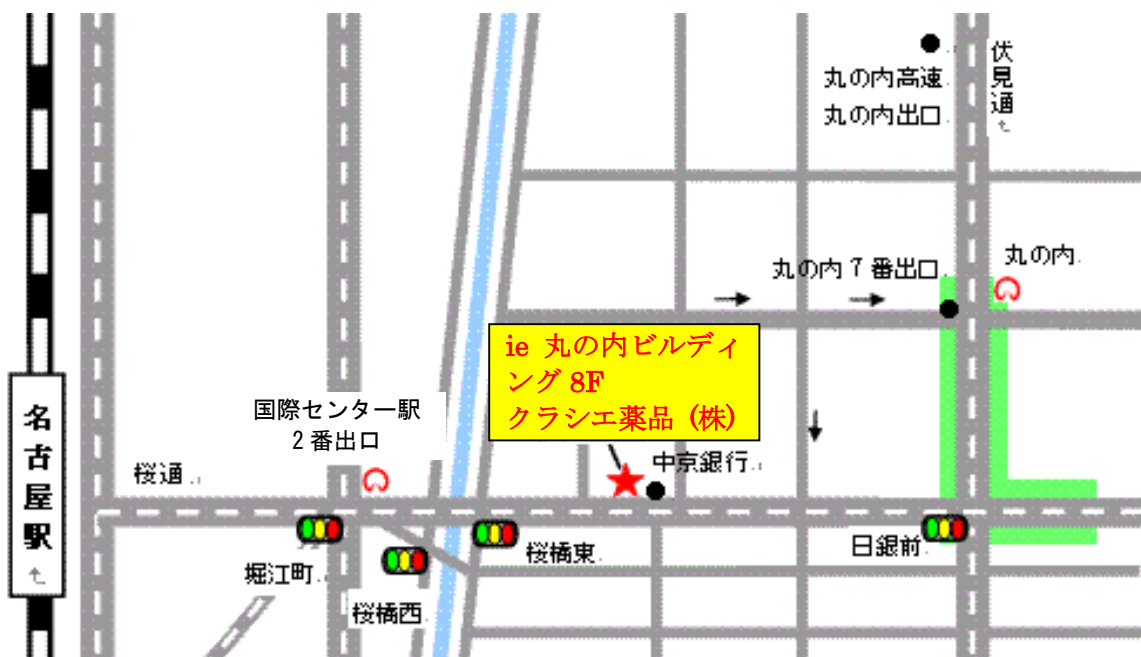 伏見通
丸の内高速
丸の内出口
丸の内
丸の内7番出口
ie 丸の内ビルディ
ング 8F
クラシエ薬品 (株)
名古屋駅
国際センター駅
2番出口
桜通
中京銀行
桜橋東
日銀前
堀江町
桜橋西